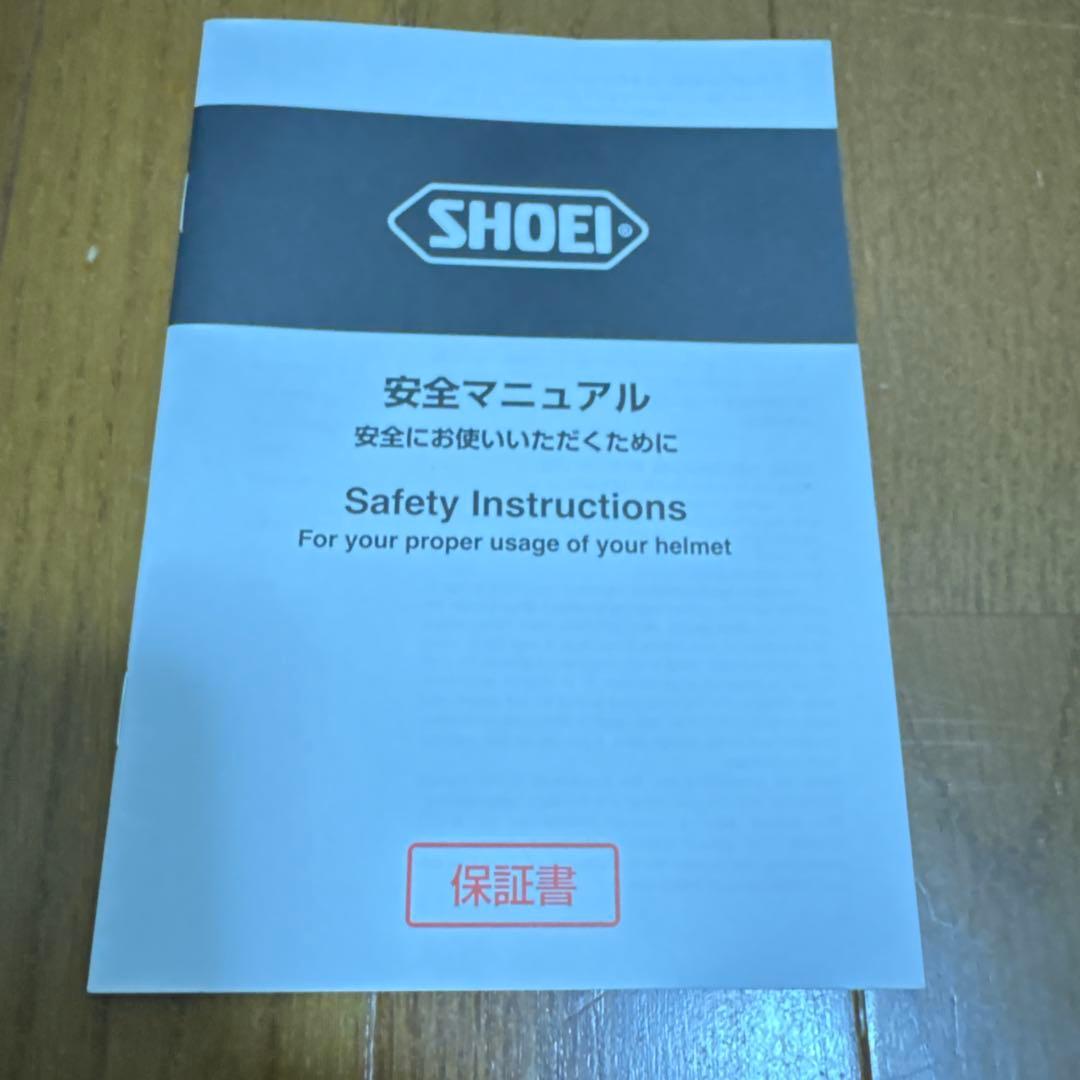 SHOEI®
安全マニュアル
安全にお使いいただくために
Safety Instructions
For your proper usage of your helmet
保証書